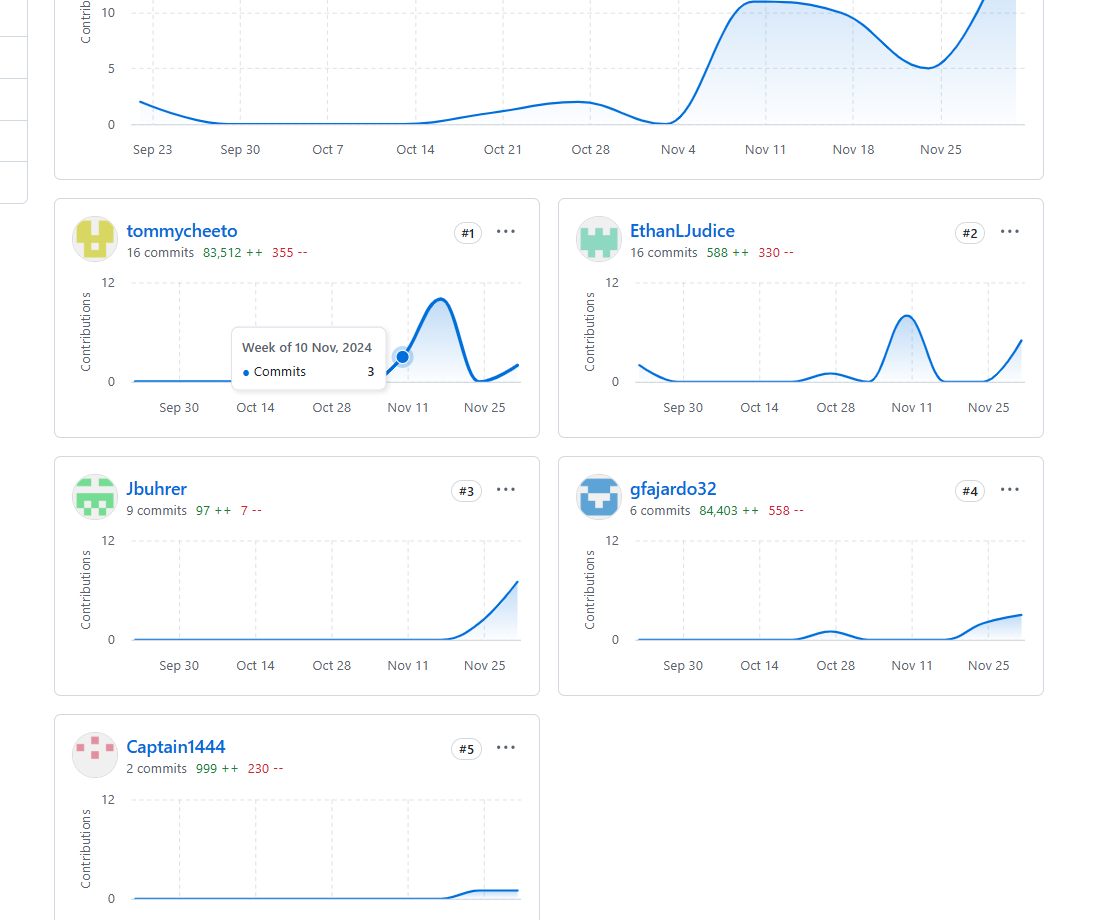 Contrib
10
5
0
Sep 23 Sep 30 Oct 7 Oct 14 Oct 21 Oct 28 Nov 4 Nov 11 Nov 18 Nov 25
tommycheeto
#1
16 commits 83,512 ++ 355 --
12
Contributions
0
Week of 10 Nov, 2024
Commits 3
Sep 30 Oct 14 Oct 28 Nov 11 Nov 25
EthanLJudice
#2
16 commits 588 ++ 330 --
12
Contributions
0
Sep 30 Oct 14 Oct 28 Nov 11 Nov 25
Jbuhrer
#3
9 commits 97 ++ 7 --
12
Contributions
0
Sep 30 Oct 14 Oct 28 Nov 11 Nov 25
gfajardo32
#4
6 commits 84,403 ++ 558 --
12
Contributions
0
Sep 30 Oct 14 Oct 28 Nov 11 Nov 25
Captain1444
#5
2 commits 999 ++ 230 --
12
Contributions
0